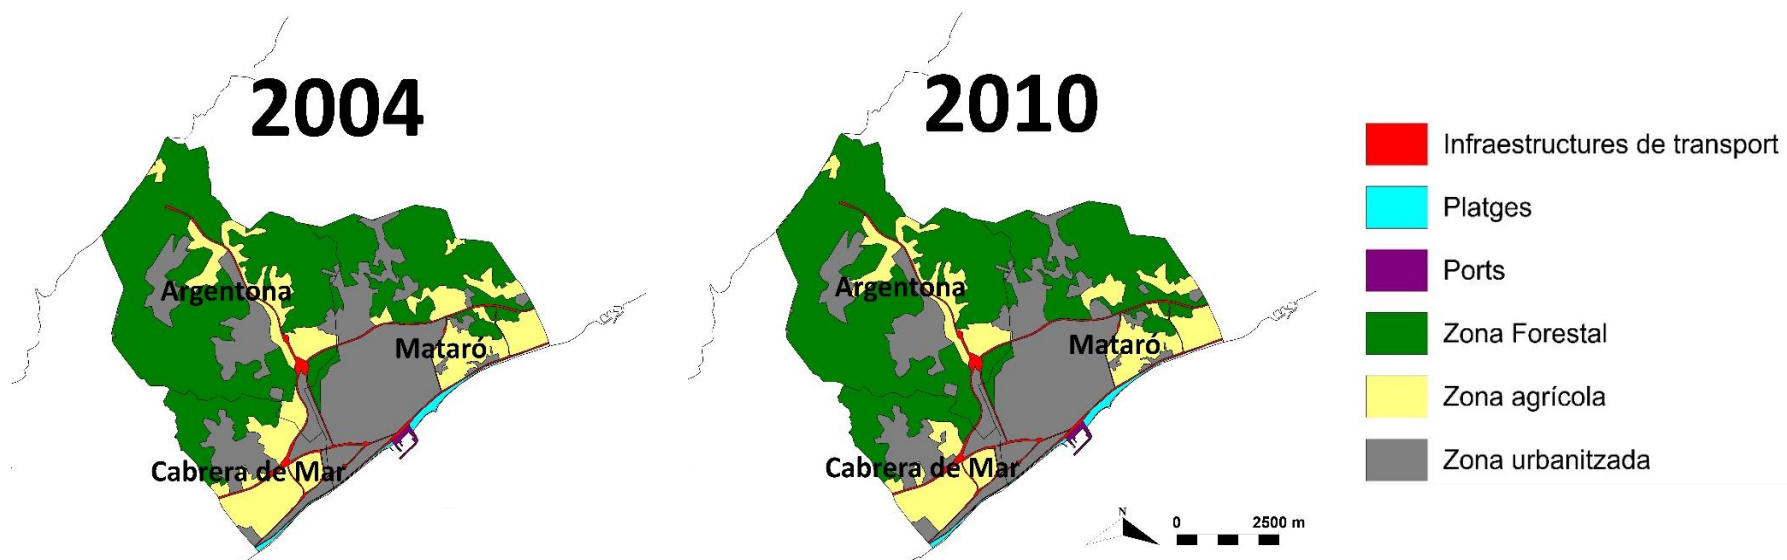 2004
Argentona
Mataró
Cabrera de Mar
2010
Argentona
Mataró
Cabrera de Mar
N
0 2500 m
Infraestructures de transport
Platges
Ports
Zona Forestal
Zona agrícola
Zona urbanitzada